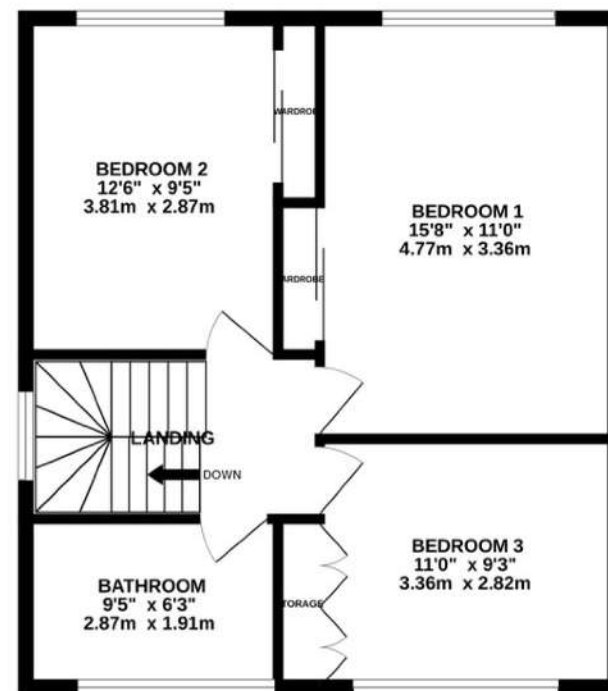 WARDROBE
BEDROOM 2
12'6" x 9'5"
3.81m x 2.87m
BEDROOM 1
15'8" x 11'0"
4.77m x 3.36m
ARDROBE
LANDING
DOWN
BEDROOM 3
11'0" x 9'3"
3.36m x 2.82m
BATHROOM
9'5" x 6'3"
2.87m x 1.91m
TORAGE